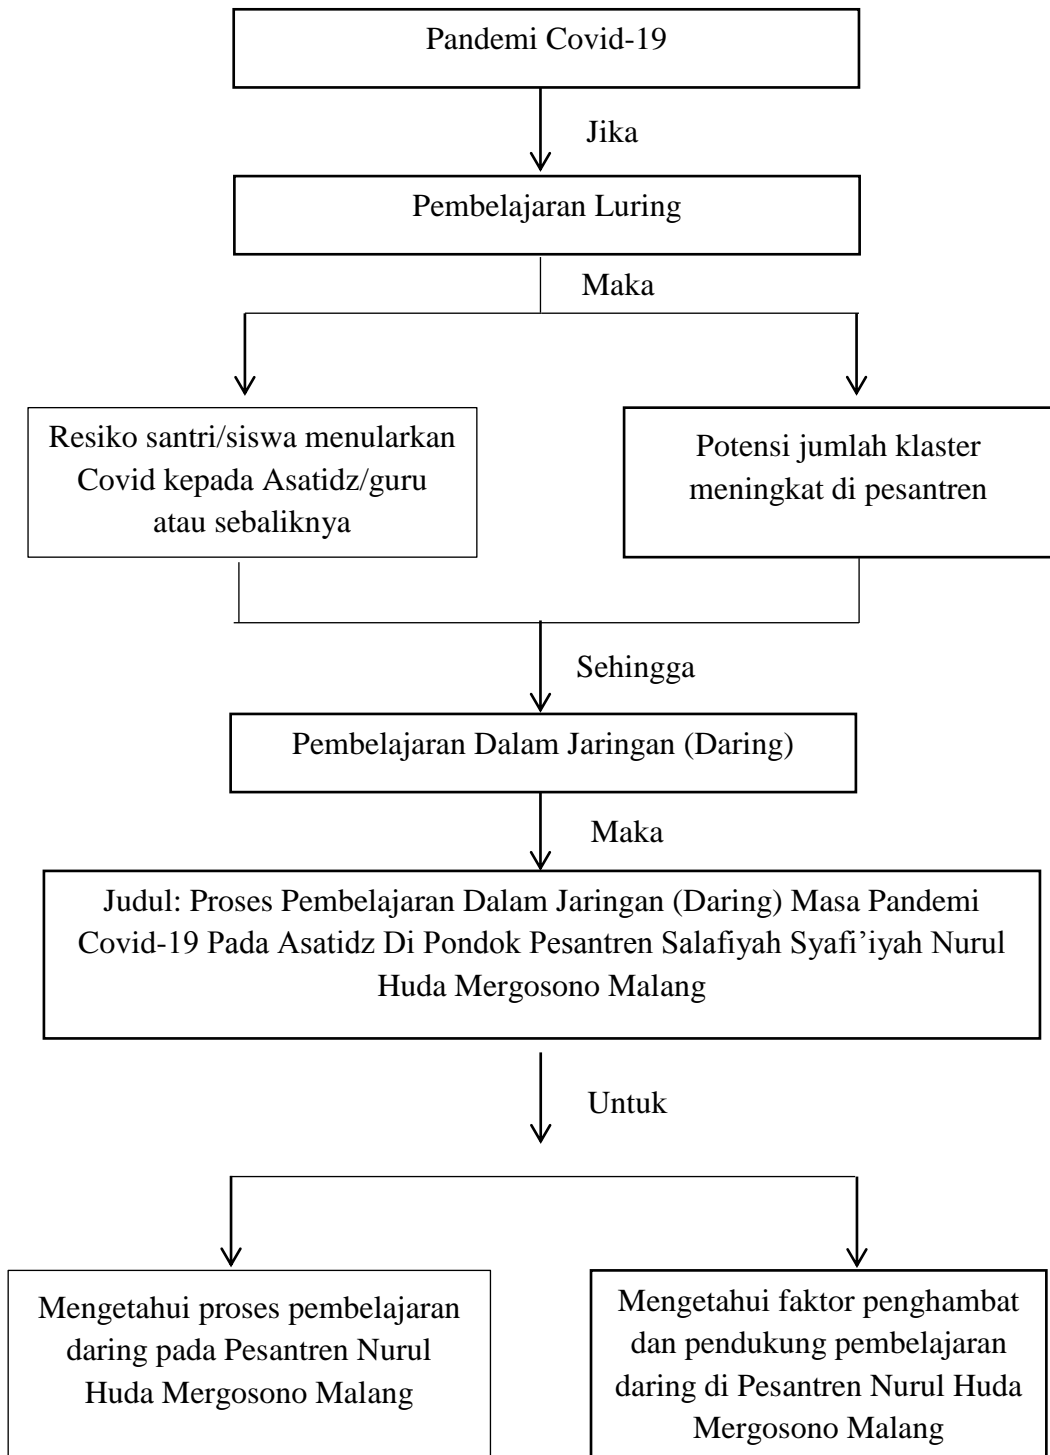 Pandemi Covid-19
Jika
Pembelajaran Luring
Maka
Resiko santri/siswa menularkan
Covid kepada Asatidz/guru
atau sebaliknya
Potensi jumlah klaster
meningkat di pesantren
Sehingga
Pembelajaran Dalam Jaringan (Daring)
Maka
Judul: Proses Pembelajaran Dalam Jaringan (Daring) Masa Pandemi
Covid-19 Pada Asatidz Di Pondok Pesantren Salafiyah Syafi’iyah Nurul
Huda Mergosono Malang
Untuk
Mengetahui proses pembelajaran
daring pada Pesantren Nurul
Huda Mergosono Malang
Mengetahui faktor penghambat
dan pendukung pembelajaran
daring di Pesantren Nurul Huda
Mergosono Malang